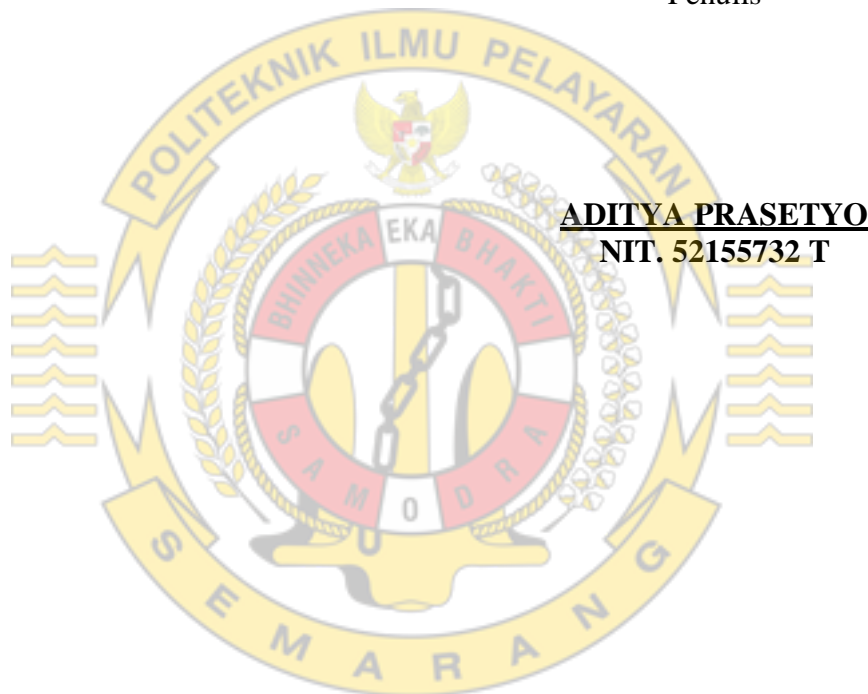 Penulis
POLITEKNIK ILMU PELAYARAN
ADITYA PRASETYO
NIT. 52155732 T
BHINNEKA EKA BHAKTI
SAMODRA
SEMARANG